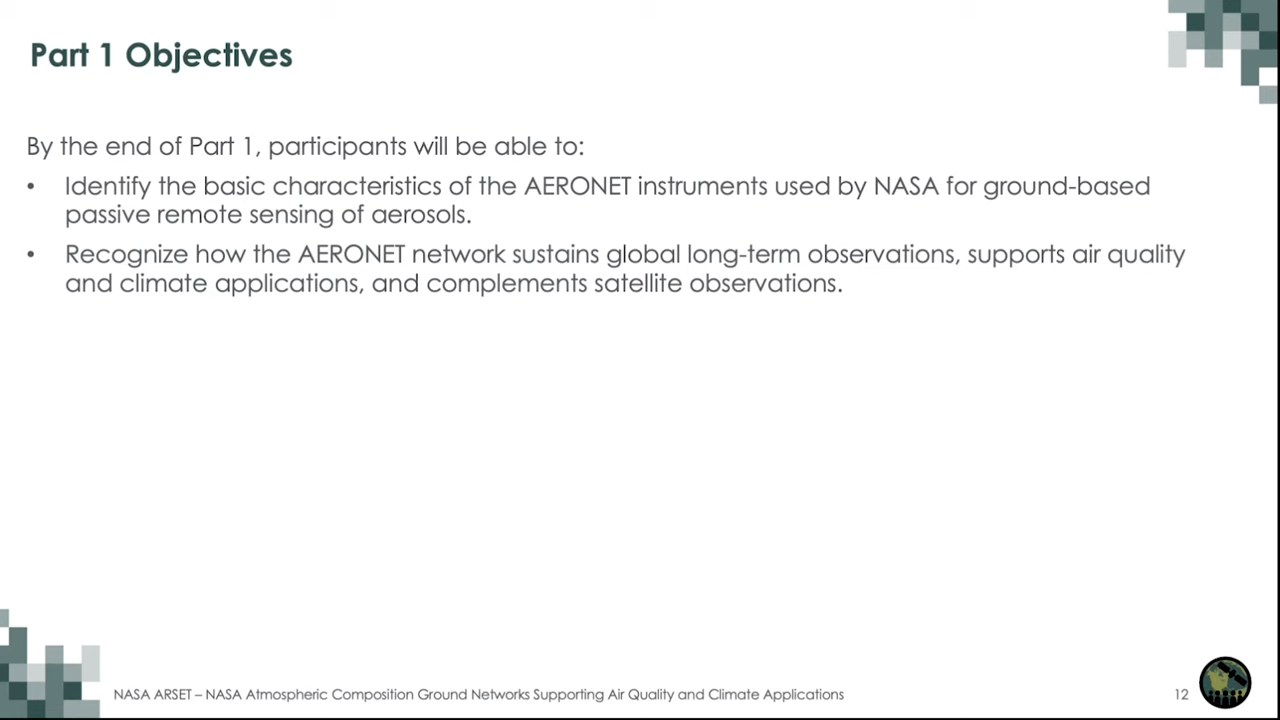 Part 1 Objectives
By the end of Part 1, participants will be able to:
• Identify the basic characteristics of the AERONET instruments used by NASA for ground-based
passive remote sensing of aerosols.
• Recognize how the AERONET network sustains global long-term observations, supports air quality
and climate applications, and complements satellite observations.
NASA ARSET – NASA Atmospheric Composition Ground Networks Supporting Air Quality and Climate Applications
12